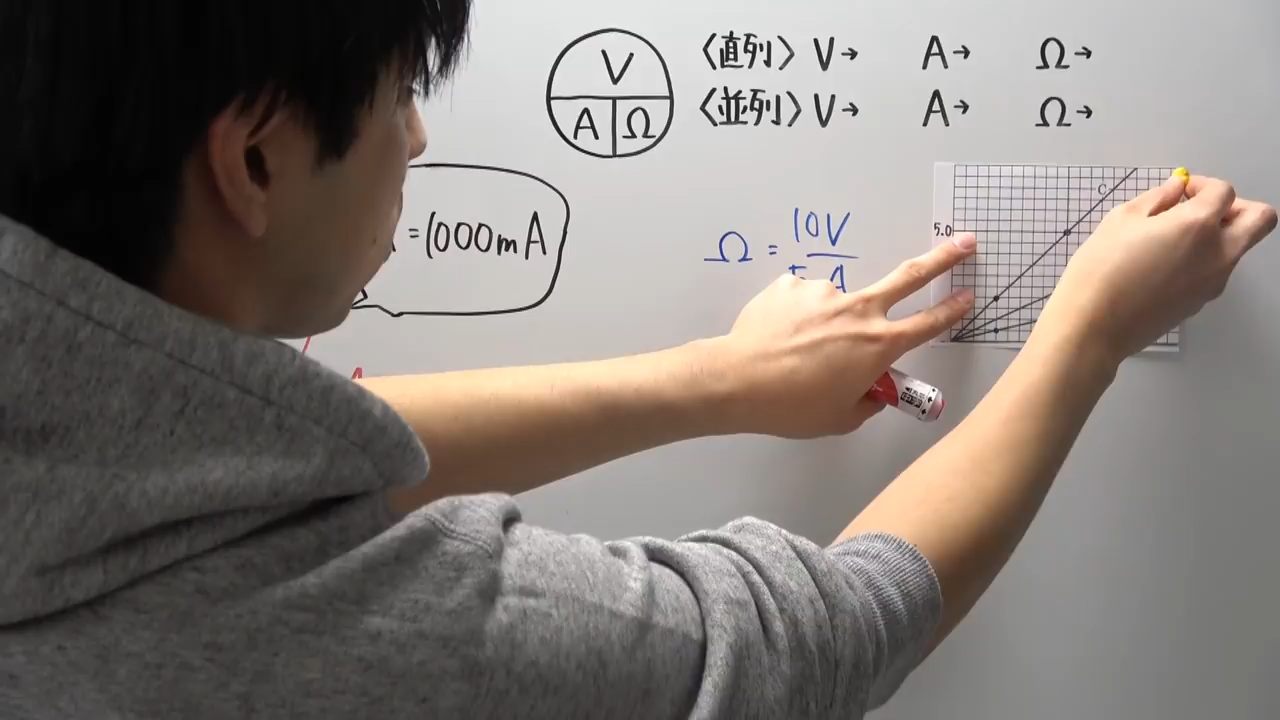 V
A Ω
〈直列〉 V→ A→ Ω→
〈並列〉 V→ A→ Ω→
=1000mA
Ω = 10V
A
C
5.0